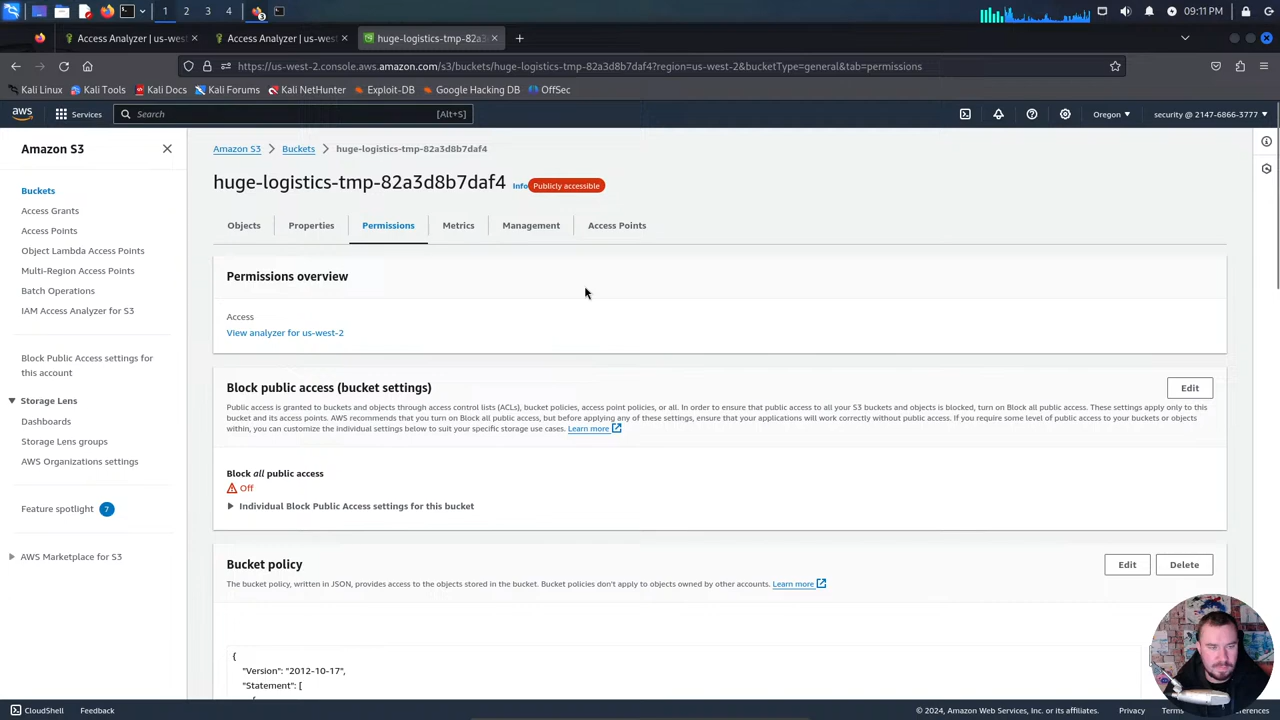 1
2
3
4
09:11 PM
Access Analyzer | us-west
Access Analyzer | us-west
huge-logistics-tmp-82a3
https://us-west-2.console.aws.amazon.com/s3/buckets/huge-logistics-tmp-82a3d8b7daf4?region=us-west-2&bucketType=general&tab=permissions
Kali Linux
Kali Tools
Kali Docs
Kali Forums
Kali NetHunter
Exploit-DB
Google Hacking DB
OffSec
aws
Services
Search
[Alt+S]
Oregon
security @ 2147-6866-3777
Amazon S3
Buckets
Access Grants
Access Points
Object Lambda Access Points
Multi-Region Access Points
Batch Operations
IAM Access Analyzer for S3
Block Public Access settings for
this account
Storage Lens
Dashboards
Storage Lens groups
AWS Organizations settings
Feature spotlight 7
AWS Marketplace for S3
Amazon S3 > Buckets > huge-logistics-tmp-82a3d8b7daf4
huge-logistics-tmp-82a3d8b7daf4 Info Publicly accessible
Objects
Properties
Permissions
Metrics
Management
Access Points
Permissions overview
Access
View analyzer for us-west-2
Block public access (bucket settings)
Edit
Public access is granted to buckets and objects through access control lists (ACLs), bucket policies, access point policies, or all. In order to ensure that public access to all your S3 buckets and objects is blocked, turn on Block all public access. These settings apply only to this
bucket and its access points. AWS recommends that you turn on Block all public access, but before applying any of these settings, ensure that your applications will work correctly without public access. If you require some level of public access to your buckets or objects
within, you can customize the individual settings below to suit your specific storage use cases. Learn more
Block all public access
Off
Individual Block Public Access settings for this bucket
Bucket policy
Edit
Delete
The bucket policy, written in JSON, provides access to the objects stored in the bucket. Bucket policies don't apply to objects owned by other accounts. Learn more
{
"Version": "2012-10-17",
"Statement": [
CloudShell
Feedback
© 2024, Amazon Web Services, Inc. or its affiliates.
Privacy
Terms